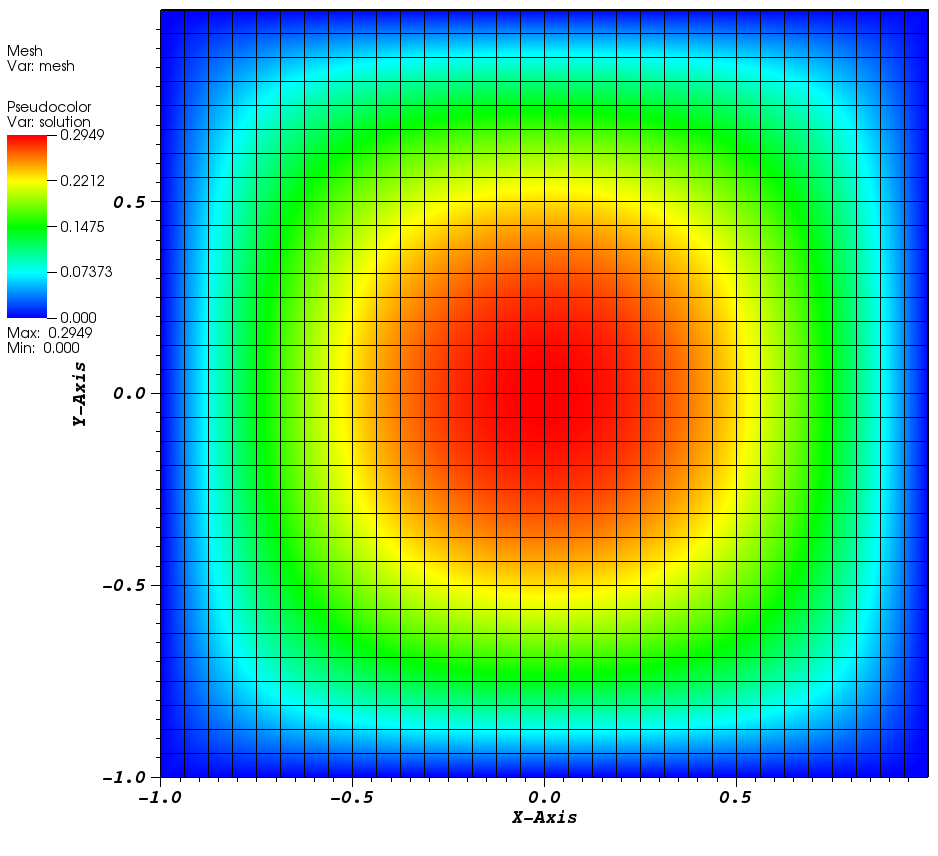 Mesh
Var: mesh
Pseudocolor
Var: solution
0.2949
0.2212
0.1475
0.07373
0.000
Max: 0.2949
Min: 0.000
Y-Axis
0.5
0.0
-0.5
-1.0
-1.0 -0.5 0.0 0.5
X-Axis